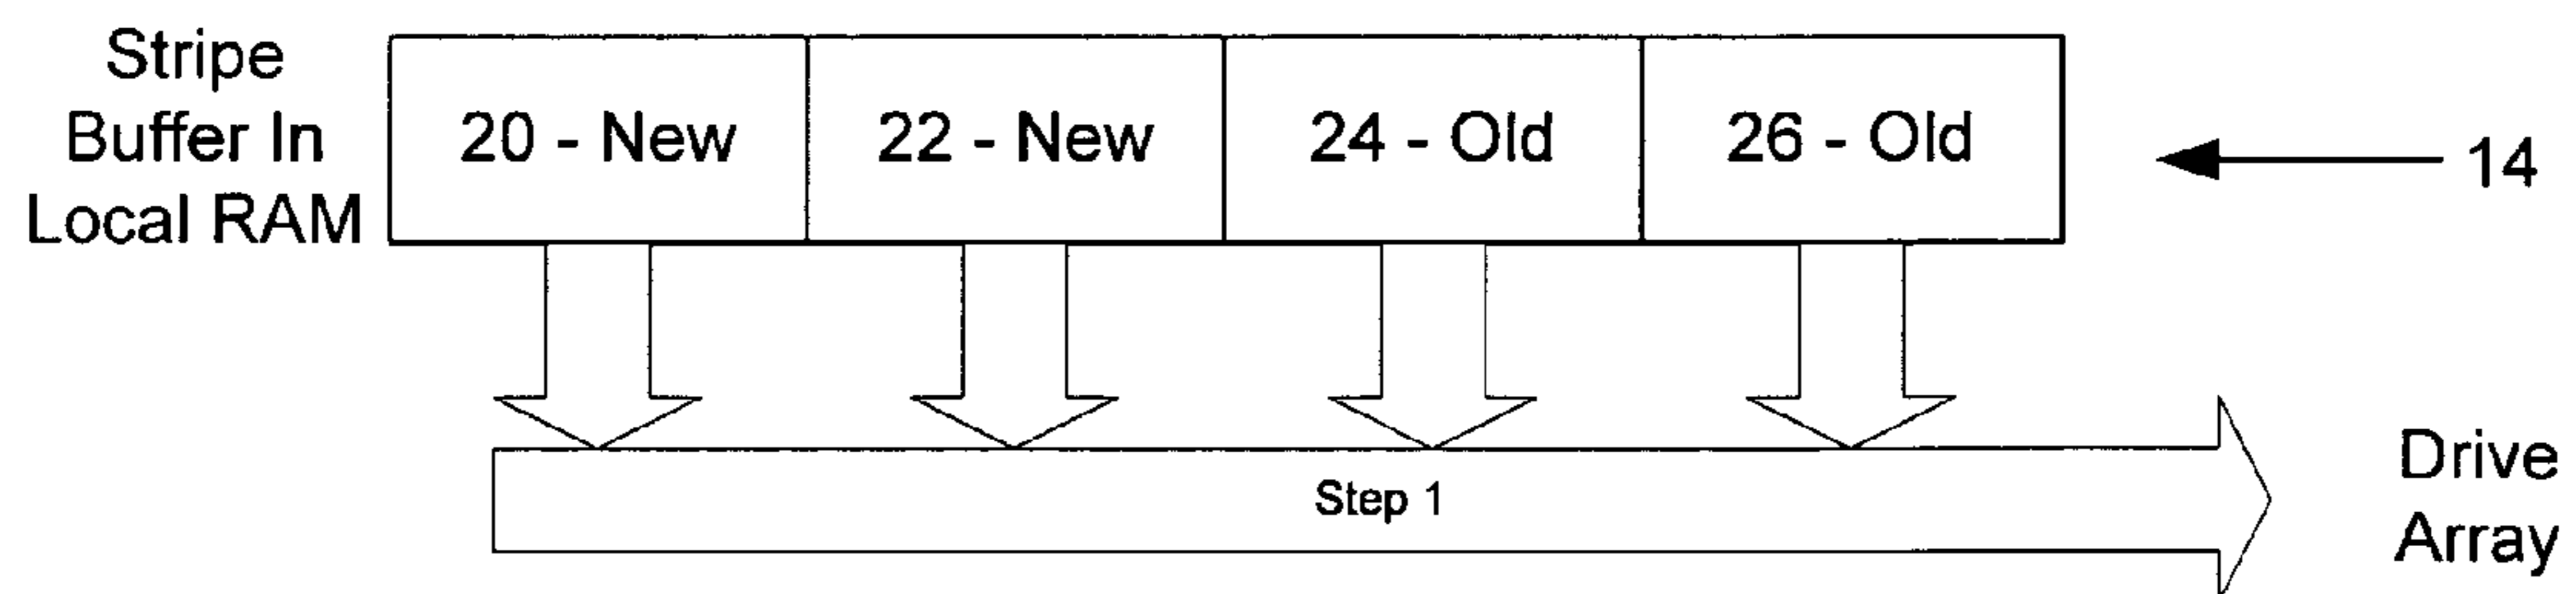 Stripe
Buffer In
Local RAM
20 - New
22 - New
24 - Old
26 - Old
14
Step 1
Drive
Array